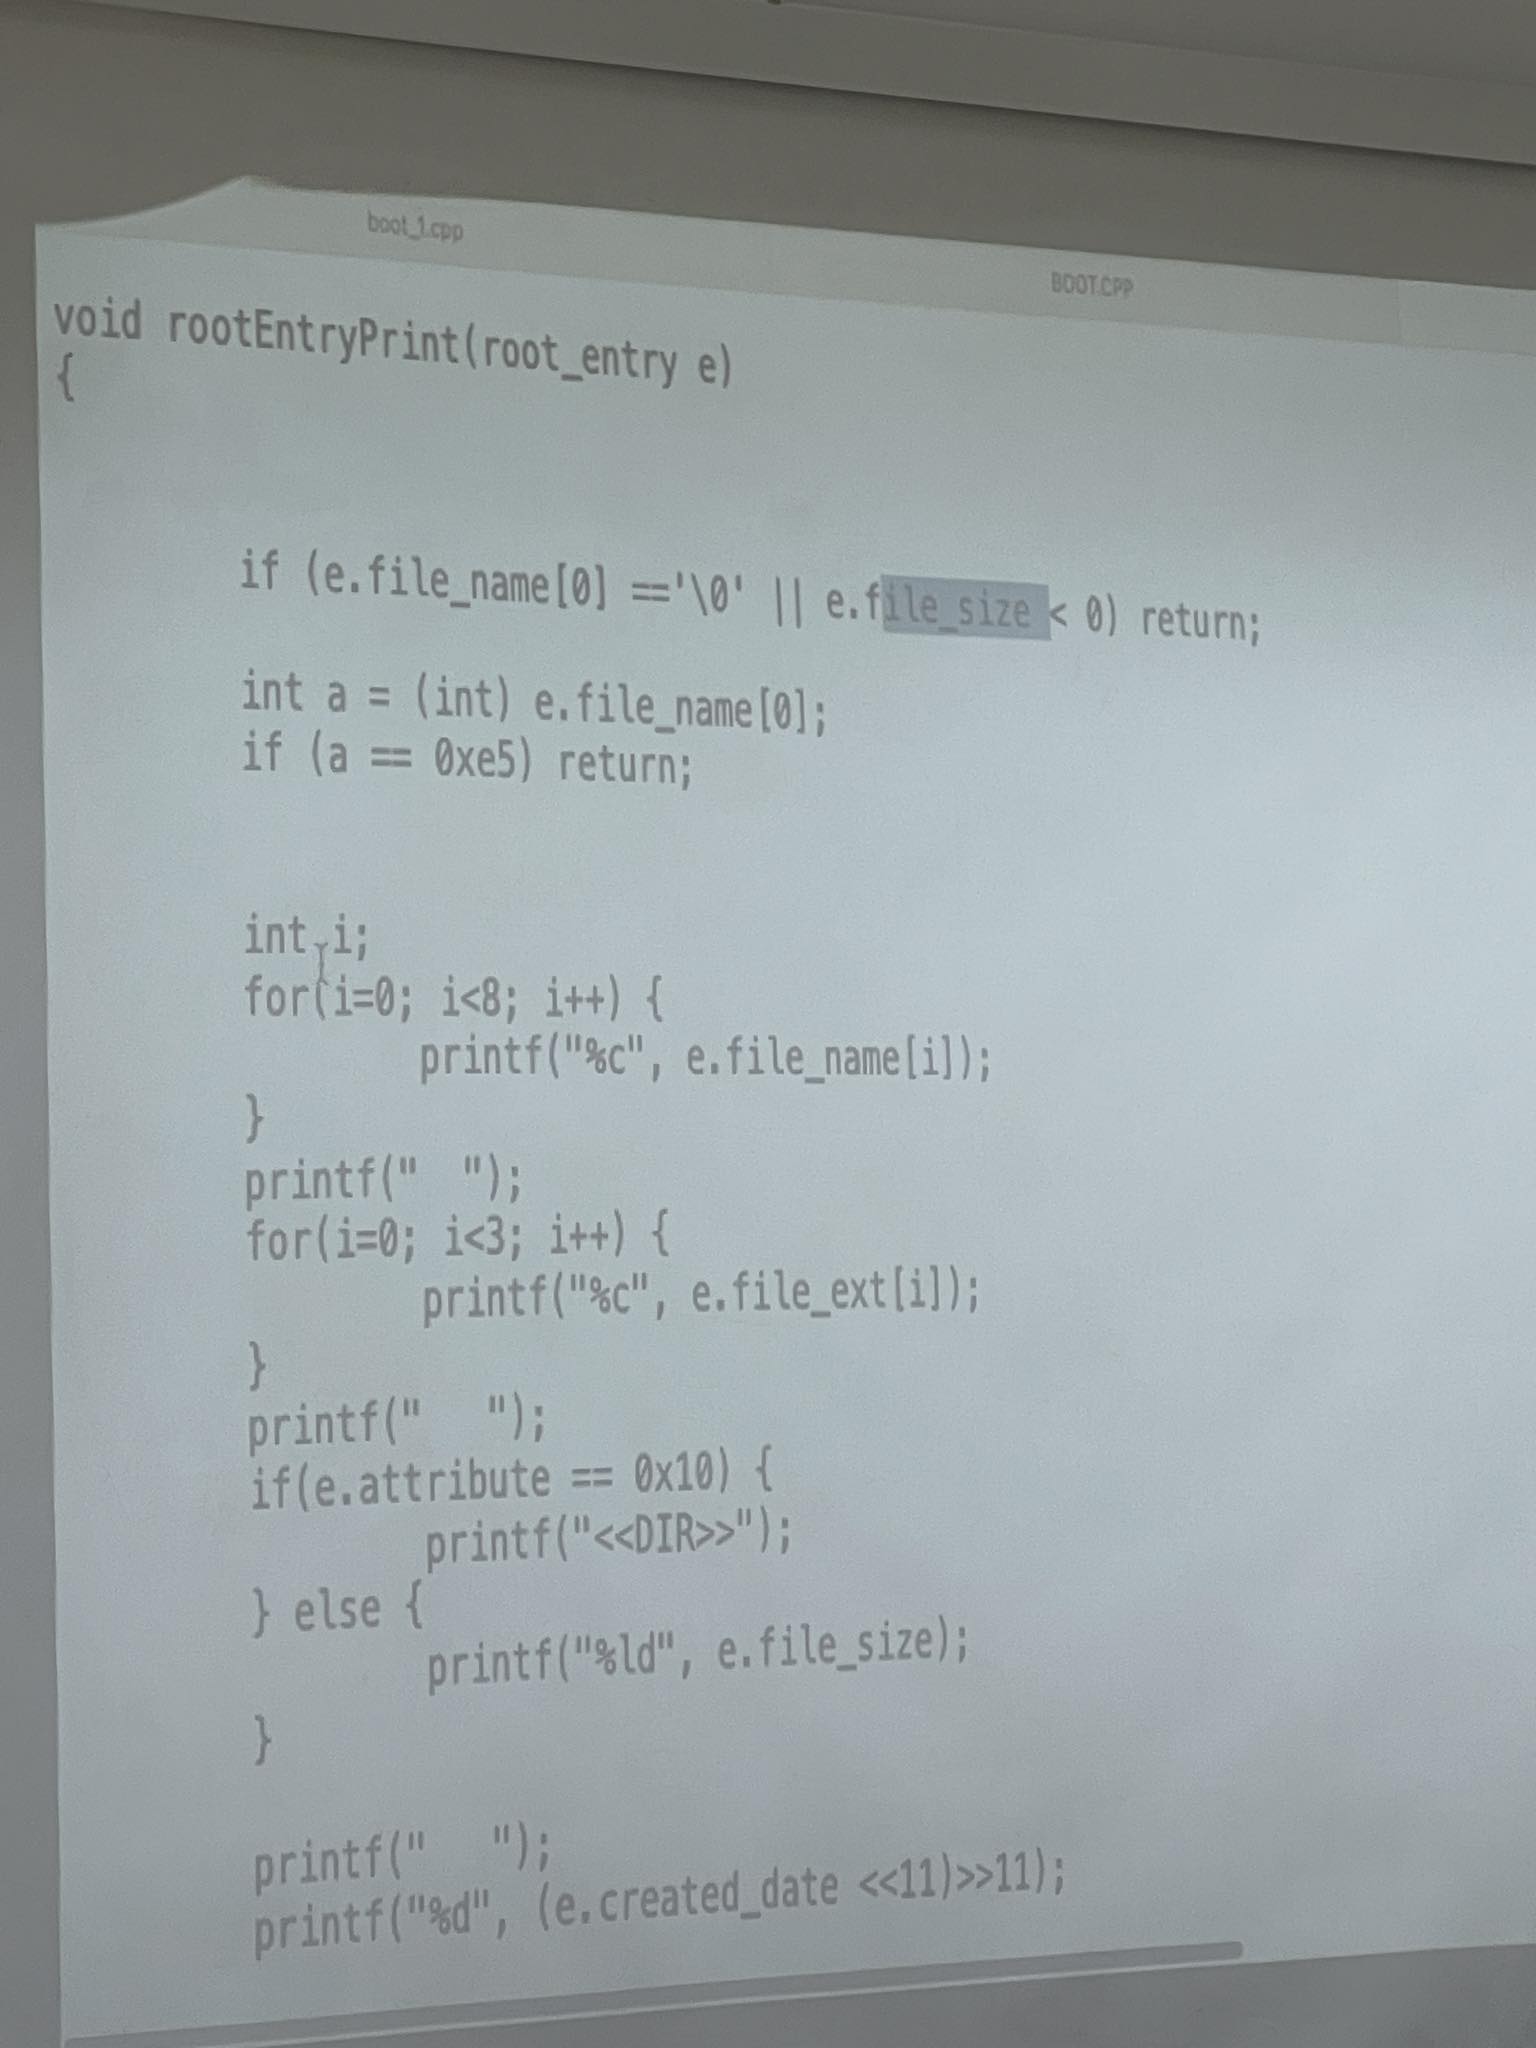 boot_1.cpp
BOOT.CPP
void rootEntryPrint(root_entry e)
{
if (e.file_name[0] =='\0' || e.file_size < 0) return;
int a = (int) e.file_name[0];
if (a == 0xe5) return;
int i;
for(i=0; i<8; i++) {
printf("%c", e.file_name[i]);
}
printf("  ");
for(i=0; i<3; i++) {
printf("%c", e.file_ext[i]);
}
printf("   ");
if(e.attribute == 0x10) {
printf("<<DIR>>");
} else {
printf("%ld", e.file_size);
}
printf("   ");
printf("%d", (e.created_date <<11)>>11);